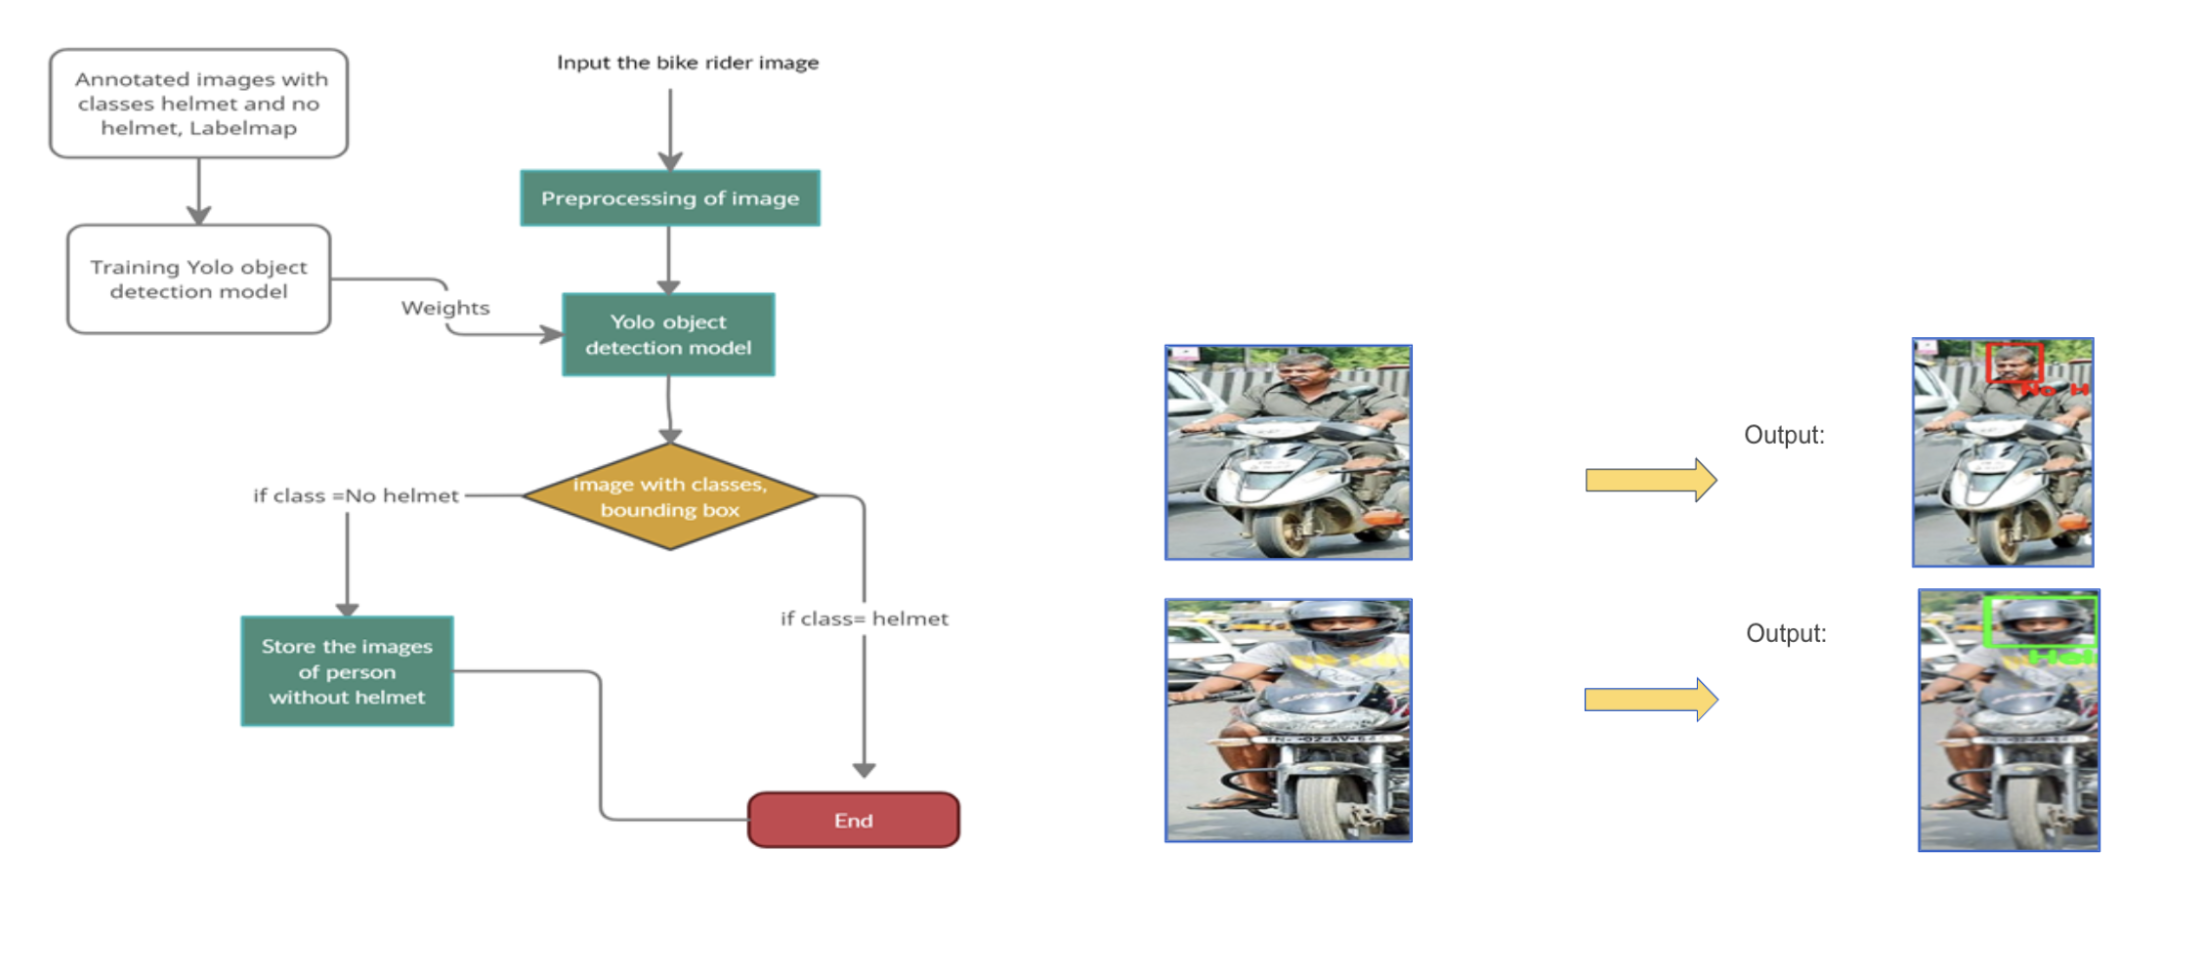 Annotated images with
classes helmet and no
helmet, Labelmap
Training Yolo object
detection model
Weights
Input the bike rider image
Preprocessing of image
Yolo object
detection model
image with classes,
bounding box
if class =No helmet
if class= helmet
Store the images
of person
without helmet
End
Output:
No H
Output:
Hel